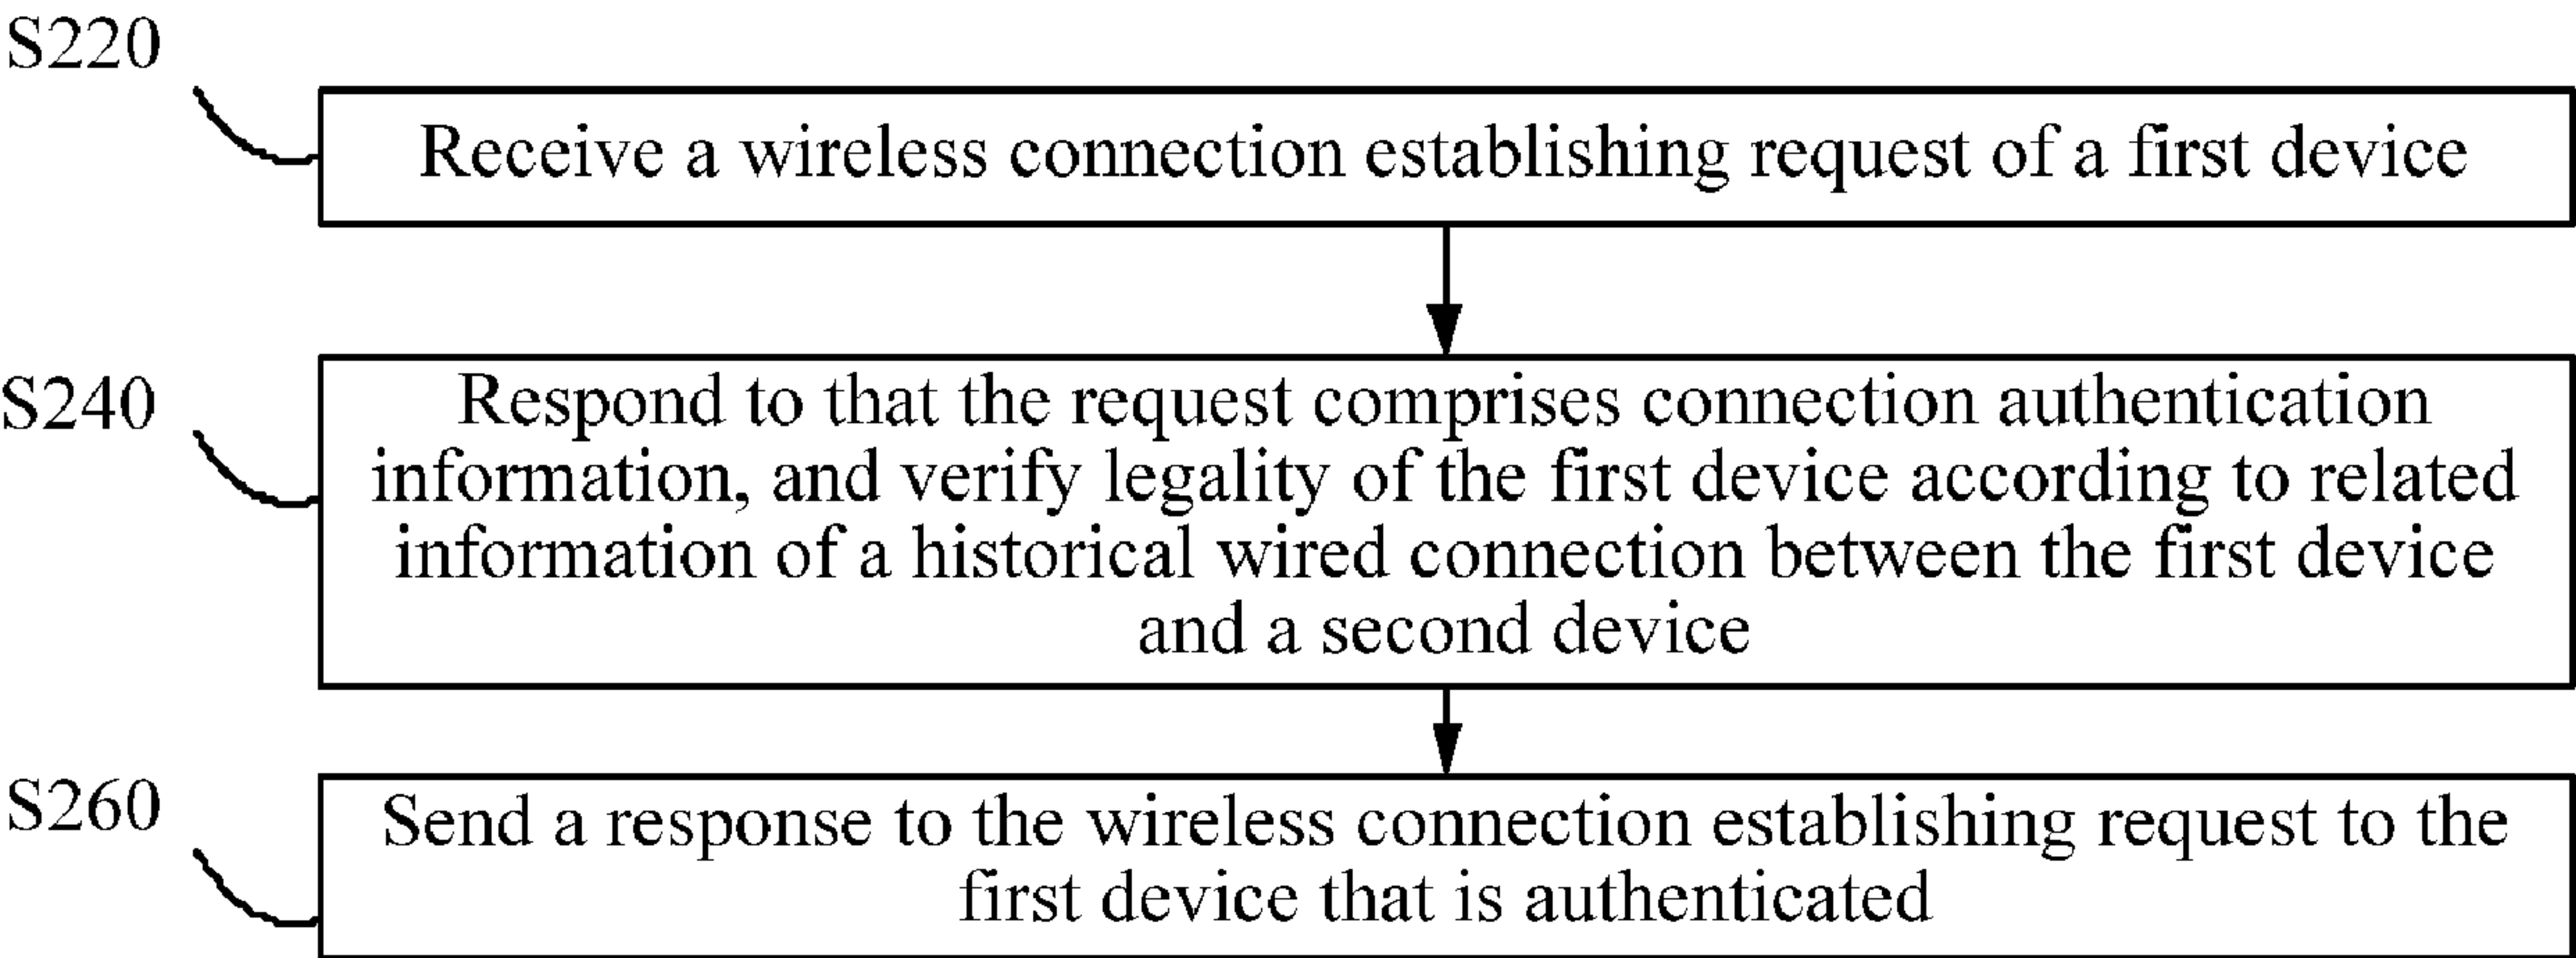 S220
Receive a wireless connection establishing request of a first device
S240
Respond to that the request comprises connection authentication
information, and verify legality of the first device according to related
information of a historical wired connection between the first device
and a second device
S260
Send a response to the wireless connection establishing request to the
first device that is authenticated